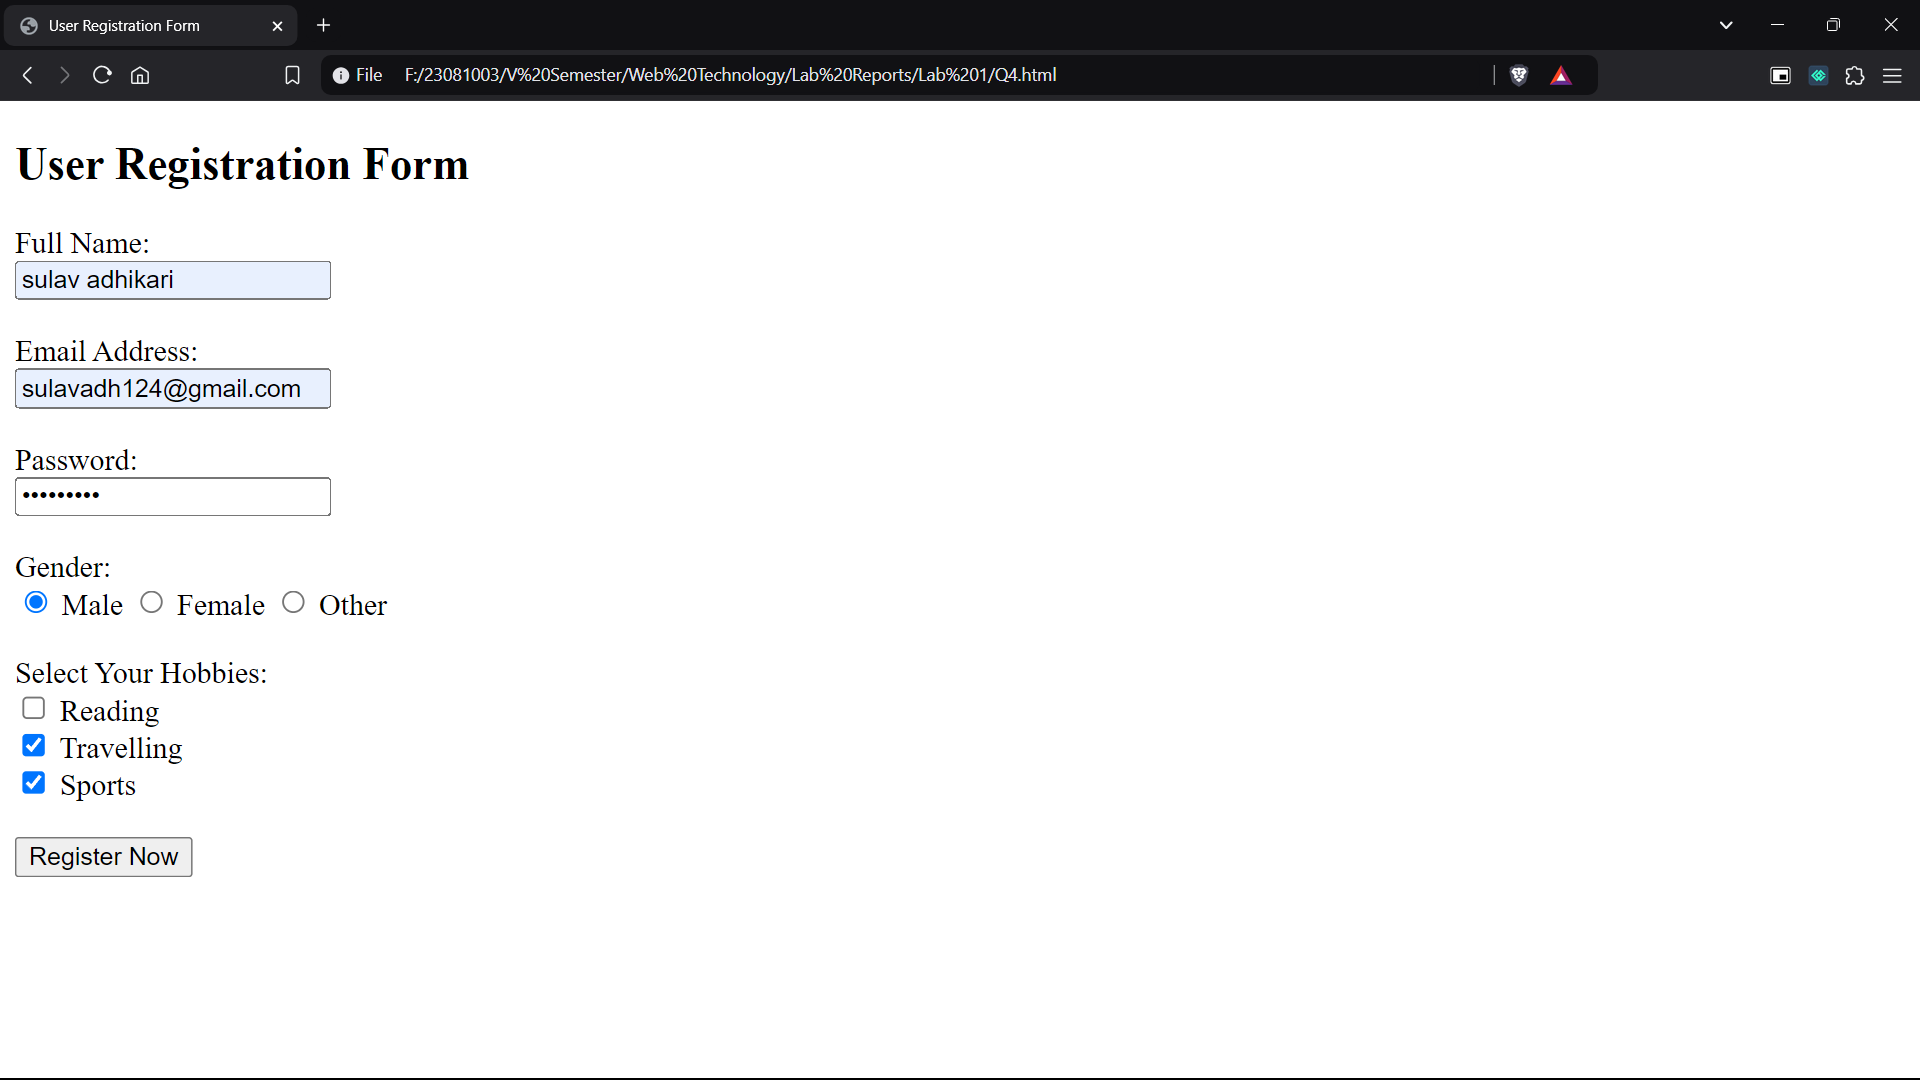 User Registration Form
File F:/23081003/V%20Semester/Web%20Technology/Lab%20Reports/Lab%201/Q4.html
User Registration Form
Full Name:
sulav adhikari
Email Address:
sulavadh124@gmail.com
Password:
•••••••••
Gender:
Male Female Other
Select Your Hobbies:
Reading
Travelling
Sports
Register Now